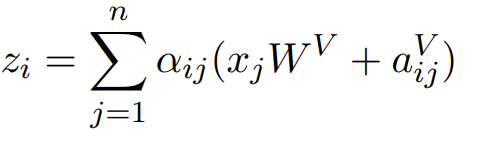 $z_i = \sum_{j=1}^{n} \alpha_{ij}(x_j W^V + a_{ij}^V)$